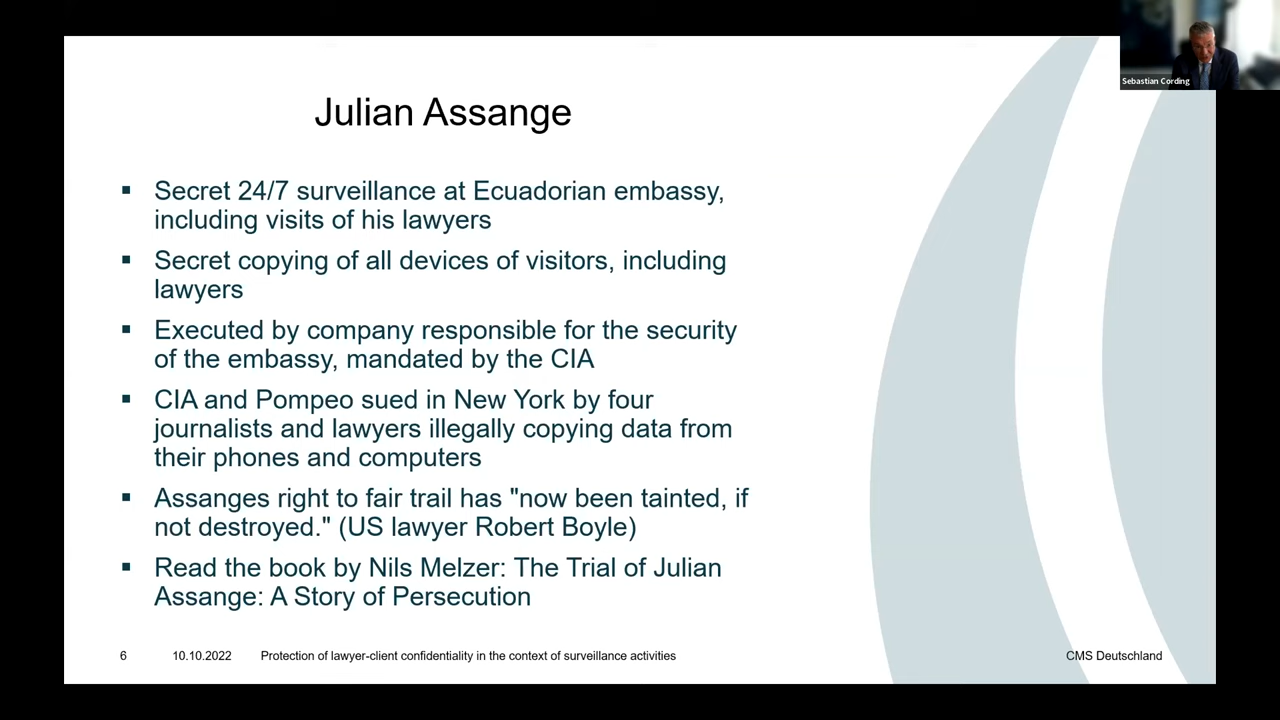 Sebastian Cording
Julian Assange
▪ Secret 24/7 surveillance at Ecuadorian embassy,
including visits of his lawyers
▪ Secret copying of all devices of visitors, including
lawyers
▪ Executed by company responsible for the security
of the embassy, mandated by the CIA
▪ CIA and Pompeo sued in New York by four
journalists and lawyers illegally copying data from
their phones and computers
▪ Assanges right to fair trail has "now been tainted, if
not destroyed." (US lawyer Robert Boyle)
▪ Read the book by Nils Melzer: The Trial of Julian
Assange: A Story of Persecution
6 10.10.2022 Protection of lawyer-client confidentiality in the context of surveillance activities CMS Deutschland